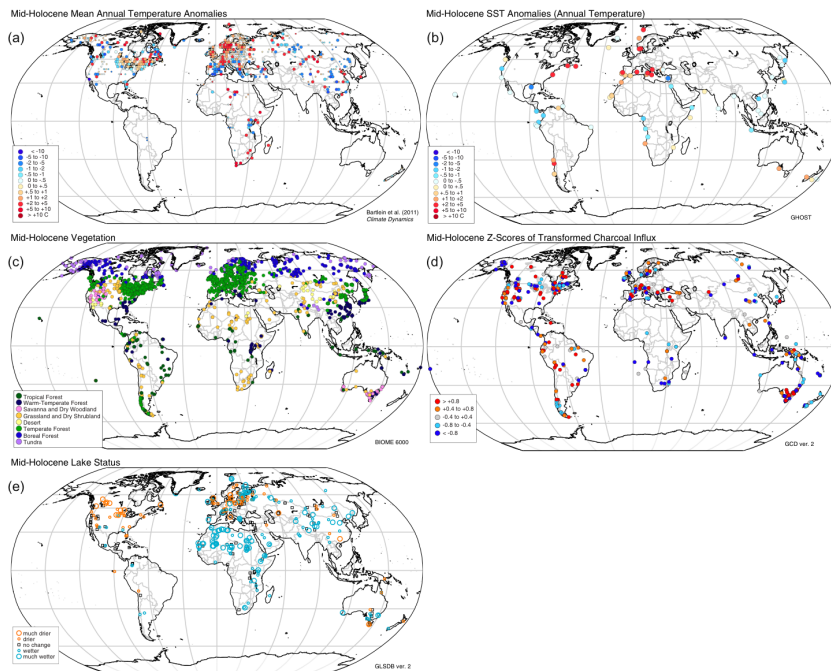 Mid-Holocene Mean Annual Temperature Anomalies
(a)
< -10
-5 to -10
-2 to -5
-1 to -2
-.5 to -1
0 to -.5
0 to +.5
+.5 to +1
+1 to +2
+2 to +5
+5 to +10
> +10 C
Bartlein et al. (2011)
Climate Dynamics
Mid-Holocene SST Anomalies (Annual Temperature)
(b)
< -10
-5 to -10
-2 to -5
-1 to -2
-.5 to -1
0 to -.5
0 to +.5
+.5 to +1
+1 to +2
+2 to +5
+5 to +10
> +10 C
GHOST
Mid-Holocene Vegetation
(c)
Tropical Forest
Warm-Temperate Forest
Savanna and Dry Woodland
Grassland and Dry Shrubland
Desert
Temperate Forest
Boreal Forest
Tundra
BIOME 6000
Mid-Holocene Z-Scores of Transformed Charcoal Influx
(d)
> +0.8
+0.4 to +0.8
-0.4 to +0.4
-0.8 to -0.4
< -0.8
GCD ver. 2
Mid-Holocene Lake Status
(e)
much drier
drier
no change
wetter
much wetter
GLSDB ver. 2